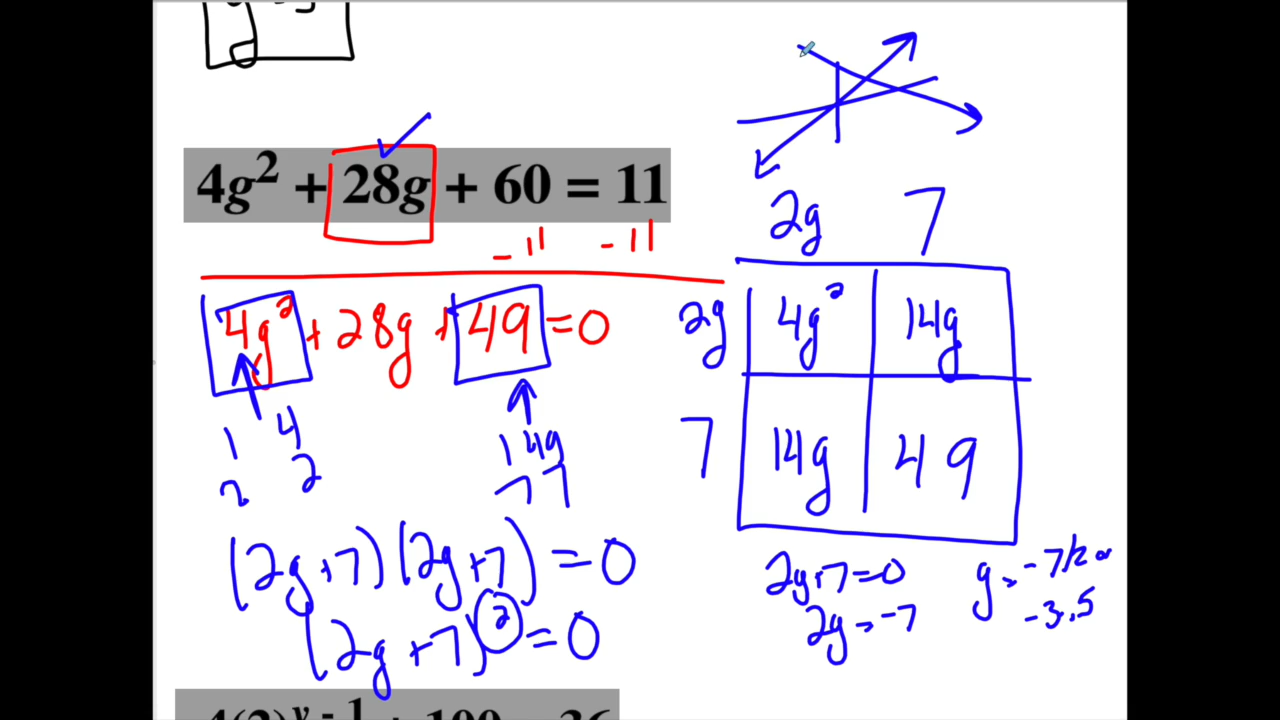 4g² + 28g + 60 = 11
-11 -11
4g² + 28g + 49 = 0
1 4
2 2
1 49
7 7
(2g+7)(2g+7) = 0
(2g+7)² = 0
2g 7
2g 4g² 14g
7 14g 49
2g+7=0
2g=-7
g=-7/2 or
-3.5